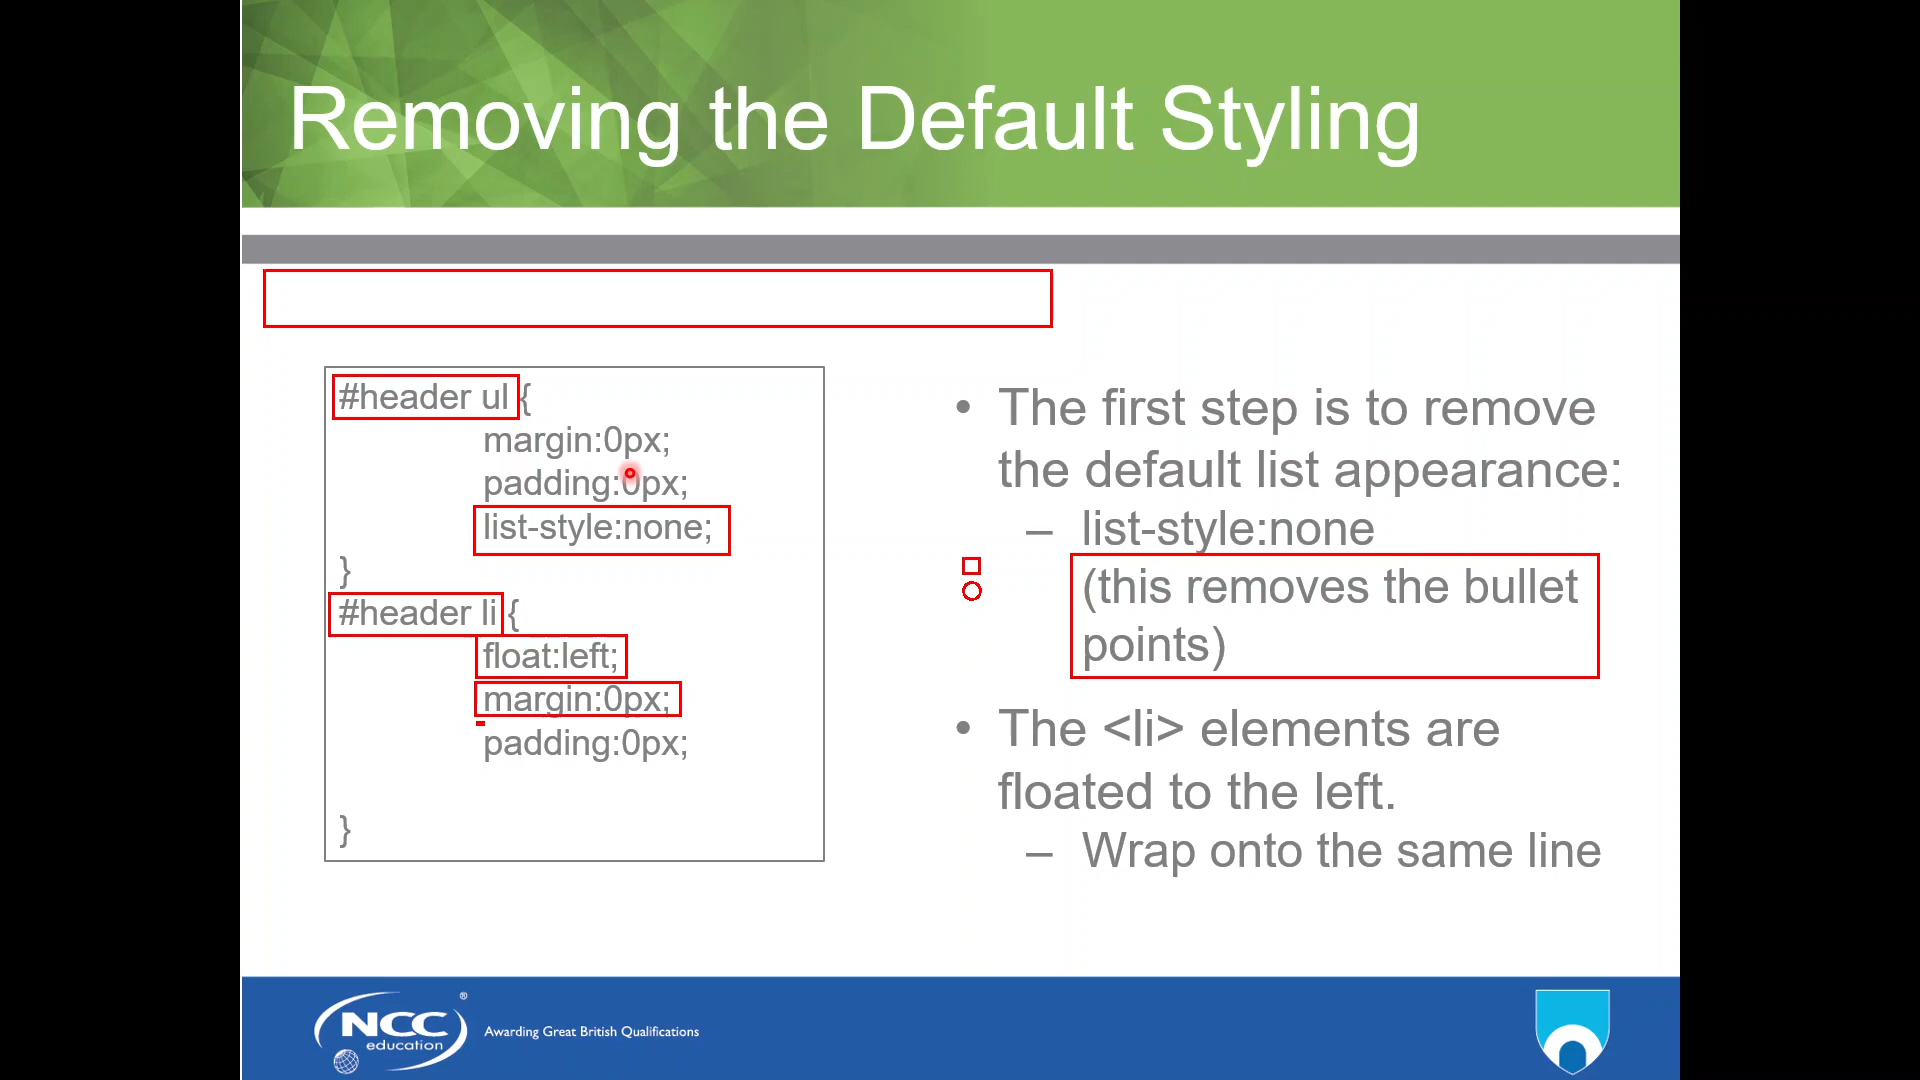 Removing the Default Styling
#header ul {
margin:0px;
padding:0px;
list-style:none;
}
#header li {
float:left;
margin:0px;
padding:0px;
}
• The first step is to remove
the default list appearance:
– list-style:none
(this removes the bullet
points)
• The <li> elements are
floated to the left.
– Wrap onto the same line
NCC ®
education
Awarding Great British Qualifications